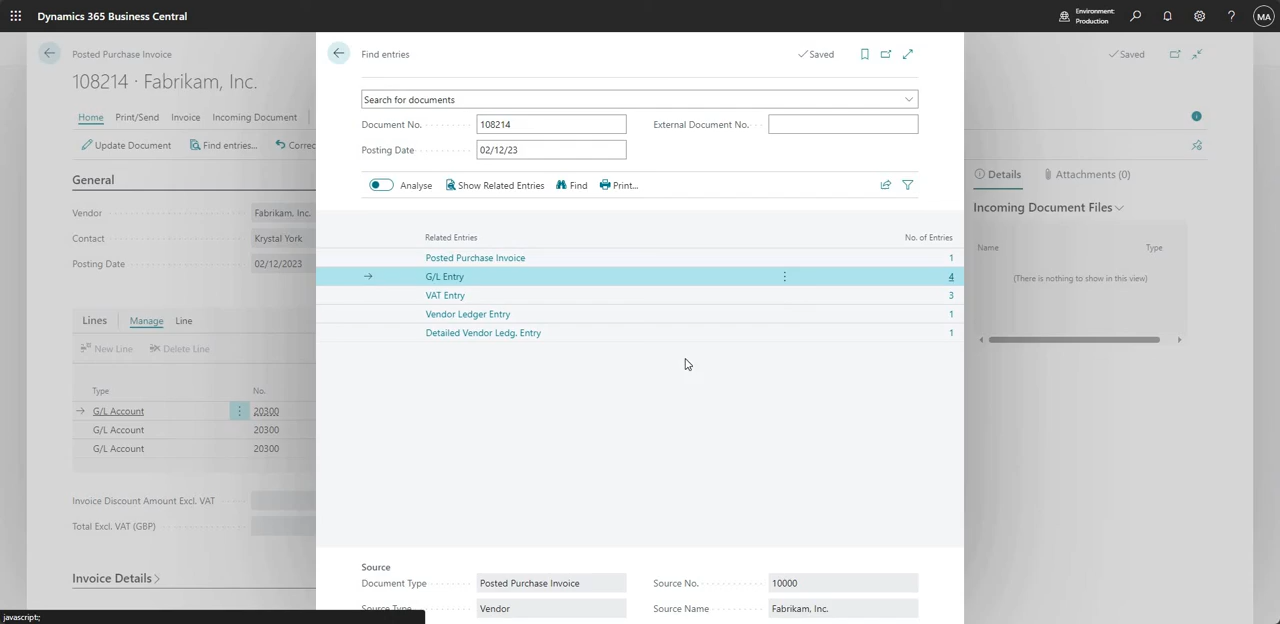 Dynamics 365 Business Central
Environment:
Production
?
MA
Posted Purchase Invoice
108214 · Fabrikam, Inc.
Home Print/Send Invoice Incoming Document
Update Document Find entries... Correc
General
Vendor Fabrikam, Inc.
Contact Krystal York
Posting Date 02/12/2023
Lines Manage Line
New Line Delete Line
Type No.
G/L Account 20300
G/L Account 20300
G/L Account 20300
Invoice Discount Amount Excl. VAT
Total Excl. VAT (GBP)
Invoice Details
javascript:;
Find entries
Saved
Search for documents
Document No. 108214 External Document No.
Posting Date 02/12/23
Analyse Show Related Entries Find Print...
Related Entries No. of Entries
Posted Purchase Invoice 1
G/L Entry 4
VAT Entry 3
Vendor Ledger Entry 1
Detailed Vendor Ledg. Entry 1
Source
Document Type Posted Purchase Invoice Source No. 10000
Source Type Vendor Source Name Fabrikam, Inc.
Saved
Details Attachments (0)
Incoming Document Files
Name Type
(There is nothing to show in this view)